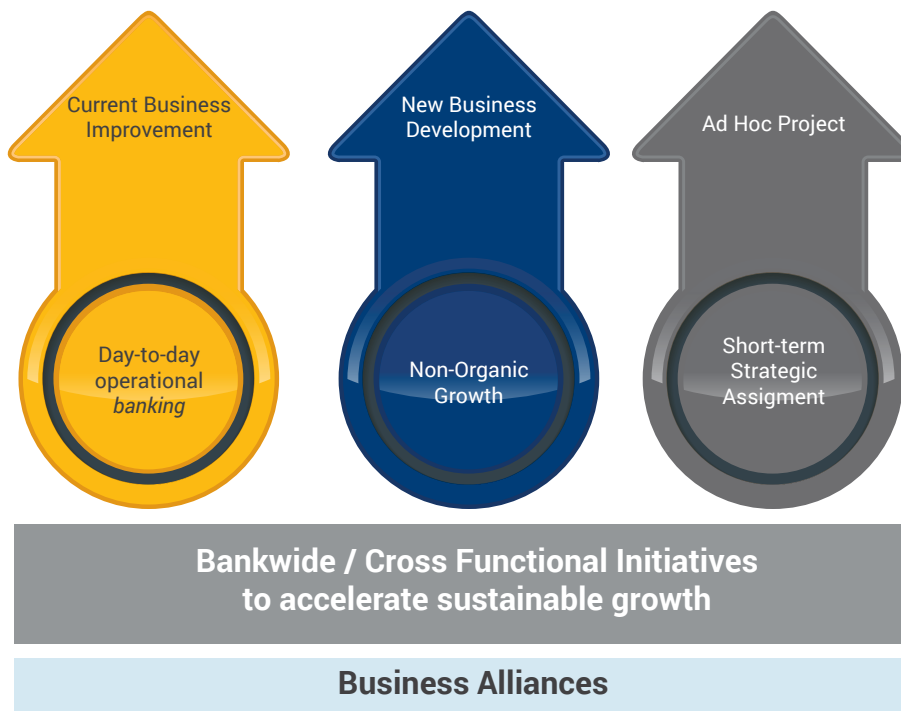 Current Business
Improvement
New Business
Development
Ad Hoc Project
Day-to-day
operational
banking
Non-Organic
Growth
Short-term
Strategic
Assigment
Bankwide / Cross Functional Initiatives
to accelerate sustainable growth
Business Alliances